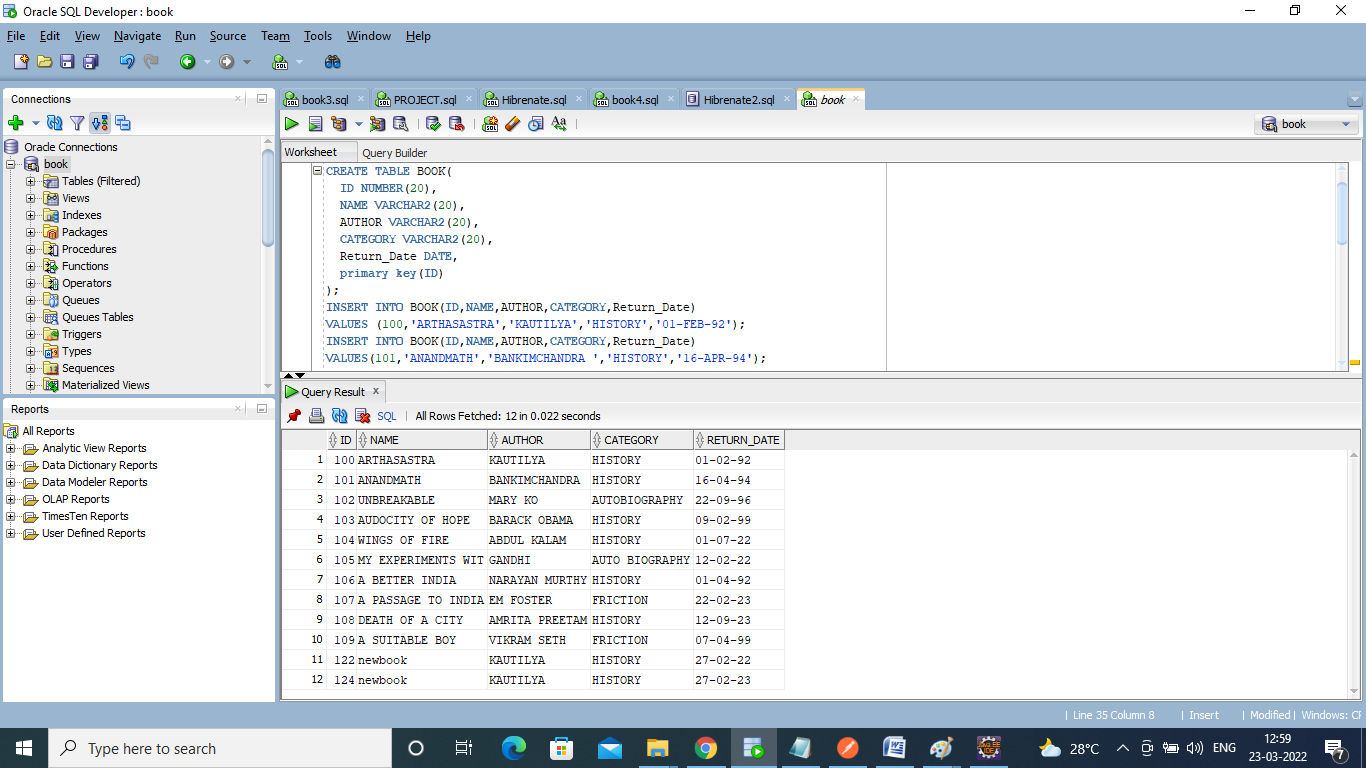 Oracle SQL Developer : book
File Edit View Navigate Run Source Team Tools Window Help
Connections
Oracle Connections
book
Tables (Filtered)
Views
Indexes
Packages
Procedures
Functions
Operators
Queues
Queues Tables
Triggers
Types
Sequences
Materialized Views
Reports
All Reports
Analytic View Reports
Data Dictionary Reports
Data Modeler Reports
OLAP Reports
TimesTen Reports
User Defined Reports
book3.sql PROJECT.sql Hibrenate.sql book4.sql Hibrenate2.sql book
book
Worksheet Query Builder
CREATE TABLE BOOK(
ID NUMBER(20),
NAME VARCHAR2(20),
AUTHOR VARCHAR2(20),
CATEGORY VARCHAR2(20),
Return_Date DATE,
primary key(ID)
);
INSERT INTO BOOK(ID,NAME,AUTHOR,CATEGORY,Return_Date)
VALUES (100,'ARTHASASTRA','KAUTILYA','HISTORY','01-FEB-92');
INSERT INTO BOOK(ID,NAME,AUTHOR,CATEGORY,Return_Date)
VALUES(101,'ANANDMATH','BANKIMCHANDRA ','HISTORY','16-APR-94');
Query Result
SQL | All Rows Fetched: 12 in 0.022 seconds
ID NAME AUTHOR CATEGORY RETURN_DATE
1 100 ARTHASASTRA KAUTILYA HISTORY 01-02-92
2 101 ANANDMATH BANKIMCHANDRA HISTORY 16-04-94
3 102 UNBREAKABLE MARY KO AUTOBIOGRAPHY 22-09-96
4 103 AUDOCITY OF HOPE BARACK OBAMA HISTORY 09-02-99
5 104 WINGS OF FIRE ABDUL KALAM HISTORY 01-07-22
6 105 MY EXPERIMENTS WIT GANDHI AUTO BIOGRAPHY 12-02-22
7 106 A BETTER INDIA NARAYAN MURTHY HISTORY 01-04-92
8 107 A PASSAGE TO INDIA EM FOSTER FRICTION 22-02-23
9 108 DEATH OF A CITY AMRITA PREETAM HISTORY 12-09-23
10 109 A SUITABLE BOY VIKRAM SETH FRICTION 07-04-99
11 122 newbook KAUTILYA HISTORY 27-02-22
12 124 newbook KAUTILYA HISTORY 27-02-23
| Line 35 Column 8 | Insert | Modified | Windows: CF
Type here to search
28°C ENG
12:59
23-03-2022
7